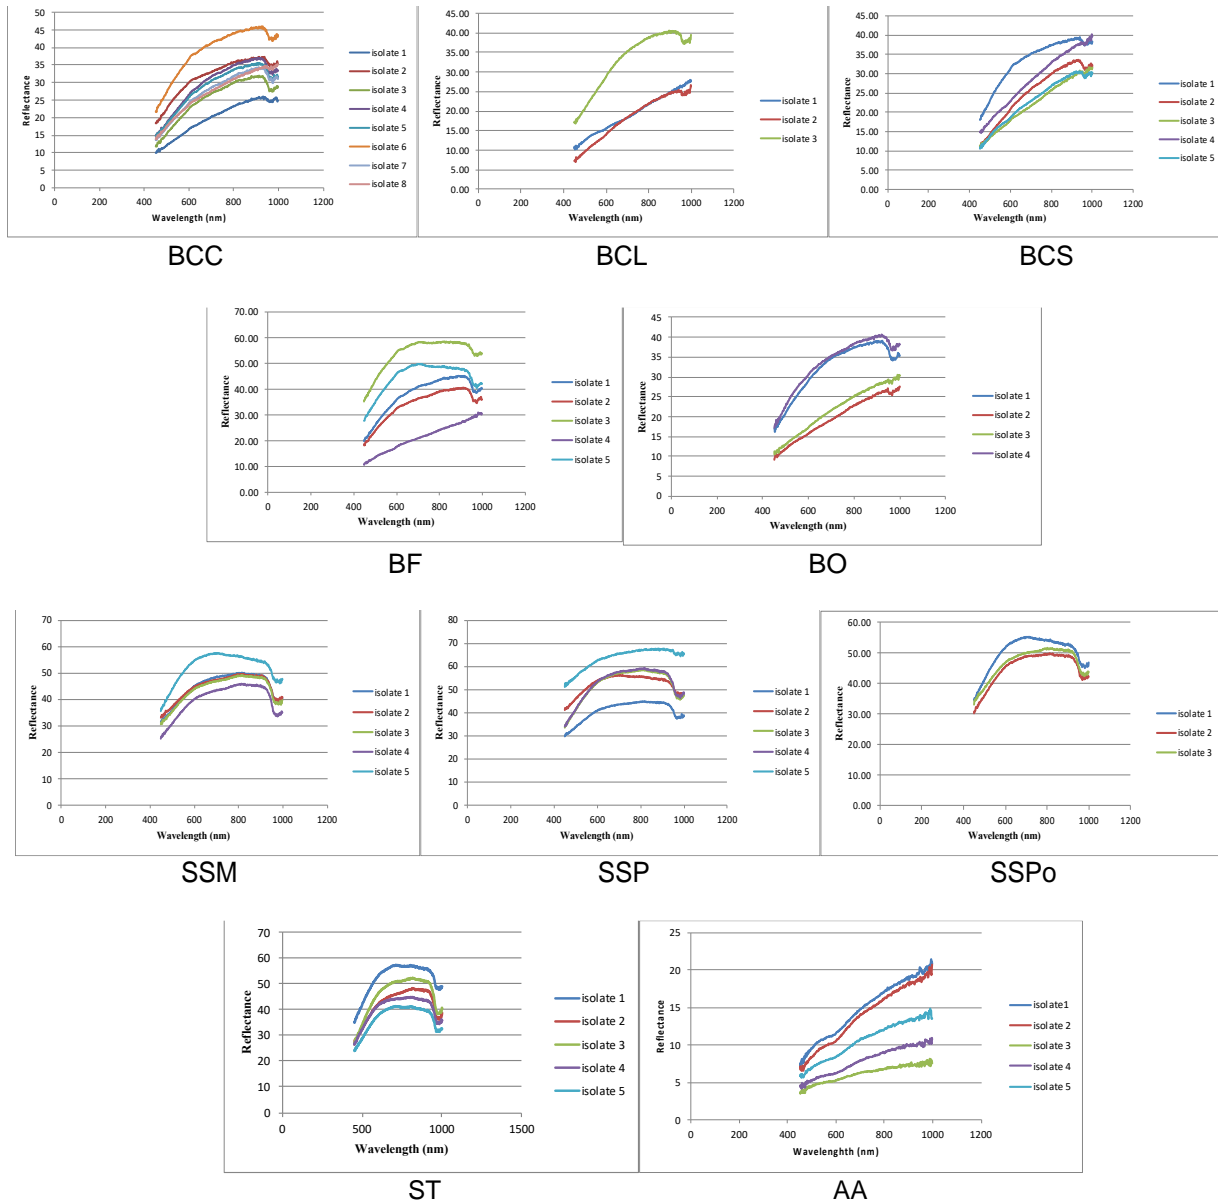 50
45
40
35
30
25
20
15
10
5
0
Reflectance
0 200 400 600 800 1000 1200
Wavelength (nm)
isolate 1
isolate 2
isolate 3
isolate 4
isolate 5
isolate 6
isolate 7
isolate 8
BCC
45.00
40.00
35.00
30.00
25.00
20.00
15.00
10.00
5.00
0.00
Reflectance
0 200 400 600 800 1000 1200
Wavelength (nm)
isolate 1
isolate 2
isolate 3
BCL
45.00
40.00
35.00
30.00
25.00
20.00
15.00
10.00
5.00
0.00
Reflectance
0 200 400 600 800 1000 1200
Wavelength (nm)
isolate 1
isolate 2
isolate 3
isolate 4
isolate 5
BCS
70.00
60.00
50.00
40.00
30.00
20.00
10.00
0.00
Reflectance
0 200 400 600 800 1000 1200
Wavelength (nm)
isolate 1
isolate 2
isolate 3
isolate 4
isolate 5
BF
45
40
35
30
25
20
15
10
5
0
Reflectance
0 200 400 600 800 1000 1200
Wavelength (nm)
isolate 1
isolate 2
isolate 3
isolate 4
BO
70
60
50
40
30
20
10
0
Reflectance
0 200 400 600 800 1000 1200
Wavelength (nm)
isolate 1
isolate 2
isolate 3
isolate 4
isolate 5
SSM
80
70
60
50
40
30
20
10
0
Reflectance
0 200 400 600 800 1000 1200
Wavelength (nm)
isolate 1
isolate 2
isolate 3
isolate 4
isolate 5
SSP
60.00
50.00
40.00
30.00
20.00
10.00
0.00
Reflectance
0 200 400 600 800 1000 1200
Wavelength (nm)
isolate 1
isolate 2
isolate 3
SSPo
70
60
50
40
30
20
10
0
Reflectance
0 500 1000 1500
Wavelength (nm)
isolate 1
isolate 2
isolate 3
isolate 4
isolate 5
ST
25
20
15
10
5
0
Reflectance
0 200 400 600 800 1000 1200
Wavelenghth (nm)
isolate1
isolate 2
isolate 3
isolate 4
isolate 5
AA